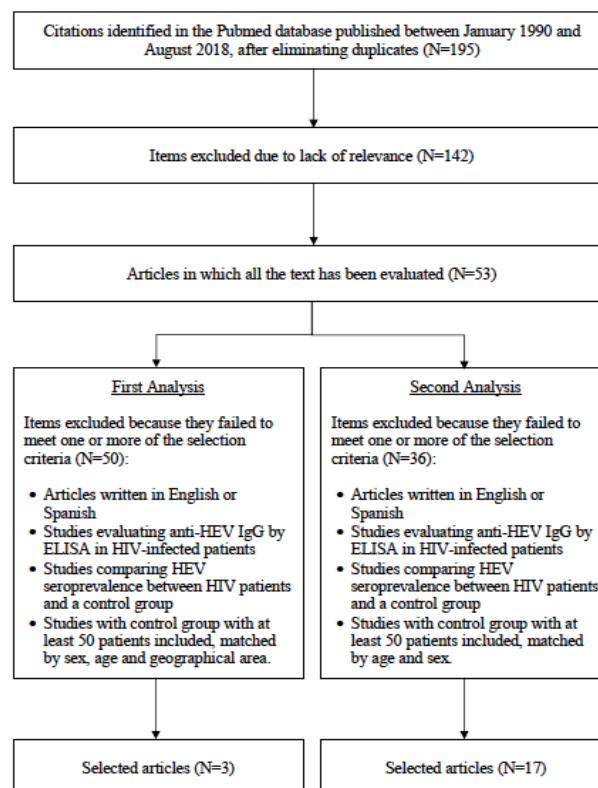 Citations identified in the Pubmed database published between January 1990 and
August 2018, after eliminating duplicates (N=195)
Items excluded due to lack of relevance (N=142)
Articles in which all the text has been evaluated (N=53)
First Analysis
Items excluded because they failed to
meet one or more of the selection
criteria (N=50):
• Articles written in English or
Spanish
• Studies evaluating anti-HEV IgG by
ELISA in HIV-infected patients
• Studies comparing HEV
seroprevalence between HIV patients
and a control group
• Studies with control group with at
least 50 patients included, matched
by sex, age and geographical area.
Second Analysis
Items excluded because they failed to
meet one or more of the selection
criteria (N=36):
• Articles written in English or
Spanish
• Studies evaluating anti-HEV IgG by
ELISA in HIV-infected patients
• Studies comparing HEV
seroprevalence between HIV patients
and a control group
• Studies with control group with at
least 50 patients included, matched
by age and sex.
Selected articles (N=3)
Selected articles (N=17)